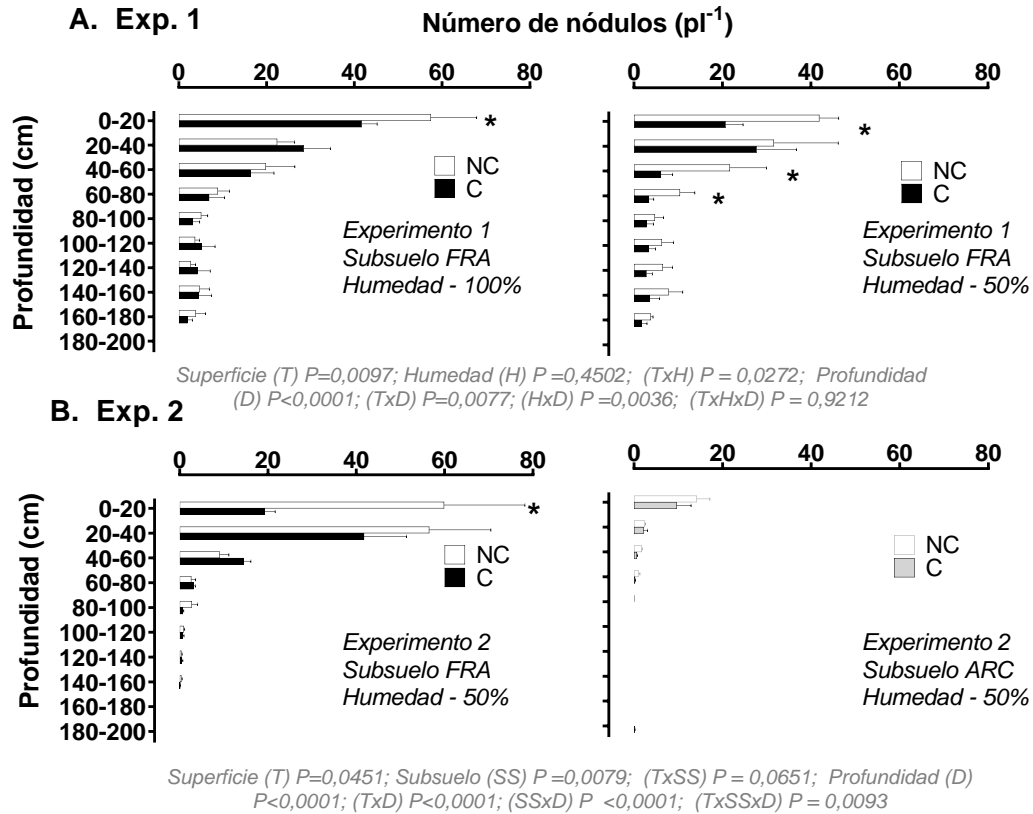 A. Exp. 1
Número de nódulos (pl-1)
0 20 40 60 80
0 20 40 60 80
Profundidad (cm)
0-20
20-40
40-60
60-80
80-100
100-120
120-140
140-160
160-180
180-200
*
NC
C
Experimento 1
Subsuelo FRA
Humedad - 100%
*
*
*
NC
C
Experimento 1
Subsuelo FRA
Humedad - 50%
Superficie (T) P=0,0097; Humedad (H) P =0,4502; (TxH) P = 0,0272; Profundidad
(D) P<0,0001; (TxD) P=0,0077; (HxD) P =0,0036; (TxHxD) P = 0,9212
B. Exp. 2
0 20 40 60 80
0 20 40 60 80
Profundidad (cm)
0-20
20-40
40-60
60-80
80-100
100-120
120-140
140-160
160-180
180-200
*
NC
C
Experimento 2
Subsuelo FRA
Humedad - 50%
NC
C
Experimento 2
Subsuelo ARC
Humedad - 50%
Superficie (T) P=0,0451; Subsuelo (SS) P =0,0079; (TxSS) P = 0,0651; Profundidad (D)
P<0,0001; (TxD) P<0,0001; (SSxD) P <0,0001; (TxSSxD) P = 0,0093